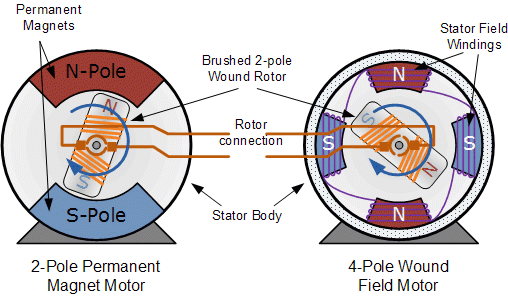 Permanent
Magnets
N-Pole
N
S
S-Pole
2-Pole Permanent
Magnet Motor
Brushed 2-pole
Wound Rotor
Rotor
connection
Stator Body
Stator Field
Windings
N
S
S
S
N
N
4-Pole Wound
Field Motor